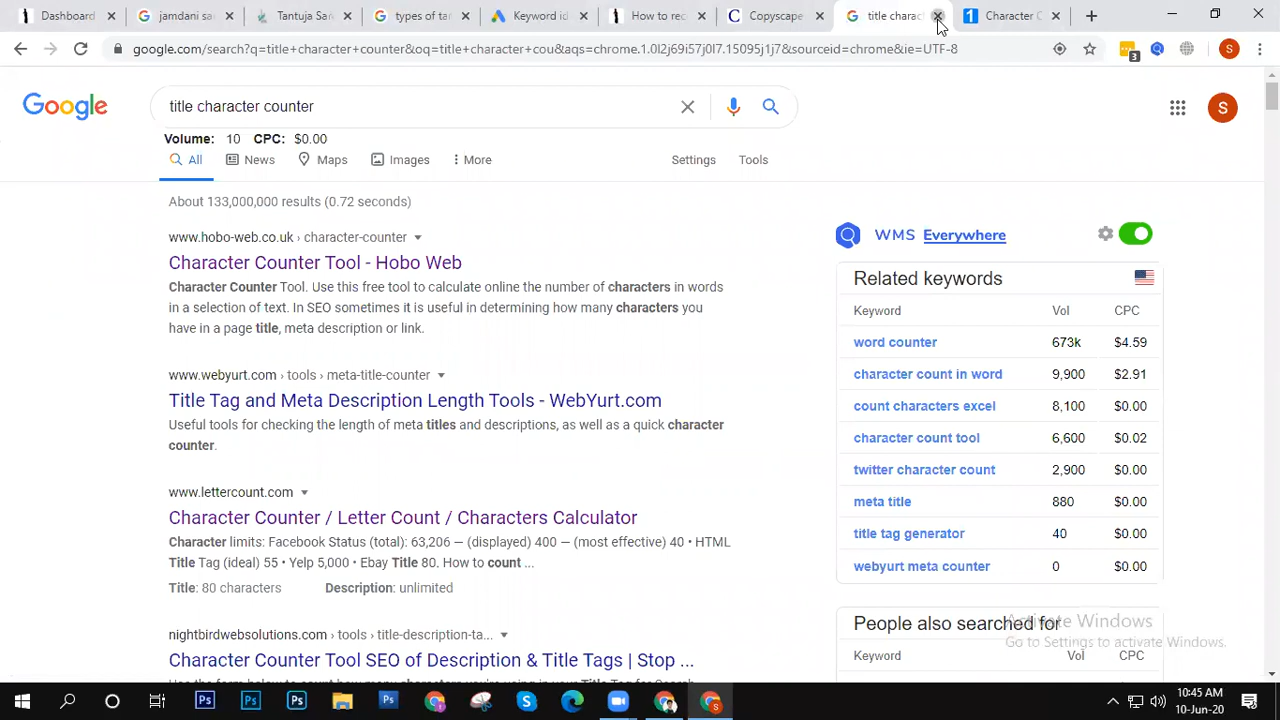 Dashboard
jamdani sa
Tantuja Sar
types of ta
Keyword id
How to rec
Copyscape
title charac
Character C
google.com/search?q=title+character+counter&oq=title+character+cou&aqs=chrome.1.0l2j69i57j0l7.15095j1j7&sourceid=chrome&ie=UTF-8
3
S
Google
title character counter
S
Volume: 10 CPC: $0.00
All
News
Maps
Images
More
Settings
Tools
About 133,000,000 results (0.72 seconds)
www.hobo-web.co.uk › character-counter
Character Counter Tool - Hobo Web
Character Counter Tool. Use this free tool to calculate online the number of characters in words
in a selection of text. In SEO sometimes it is useful in determining how many characters you
have in a page title, meta description or link.
www.webyurt.com › tools › meta-title-counter
Title Tag and Meta Description Length Tools - WebYurt.com
Useful tools for checking the length of meta titles and descriptions, as well as a quick character
counter.
www.lettercount.com
Character Counter / Letter Count / Characters Calculator
Character limits: Facebook Status (total): 63,206 — (displayed) 400 — (most effective) 40 • HTML
Title Tag (ideal) 55 • Yelp 5,000 • Ebay Title 80. How to count ...
Title: 80 characters Description: unlimited
nightbirdwebsolutions.com › tools › title-description-ta...
Character Counter Tool SEO of Description & Title Tags | Stop ...
WMS Everywhere
Related keywords
Keyword Vol CPC
word counter 673k $4.59
character count in word 9,900 $2.91
count characters excel 8,100 $0.00
character count tool 6,600 $0.02
twitter character count 2,900 $0.00
meta title 880 $0.00
title tag generator 40 $0.00
webyurt meta counter 0 $0.00
People also searched for
Keyword Vol CPC
Activate Windows
Go to Settings to activate Windows.
10:45 AM
10-Jun-20